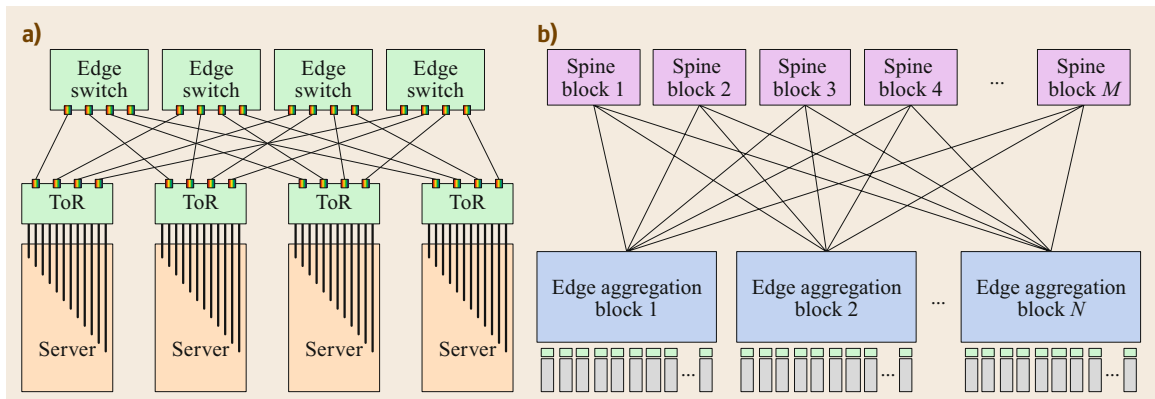 a)
Edge
switch
Edge
switch
Edge
switch
Edge
switch
ToR
ToR
ToR
ToR
Server
Server
Server
Server
b)
Spine
block 1
Spine
block 2
Spine
block 3
Spine
block 4
...
Spine
block M
Edge aggregation
block 1
Edge aggregation
block 2
...
Edge aggregation
block N
...
...
...